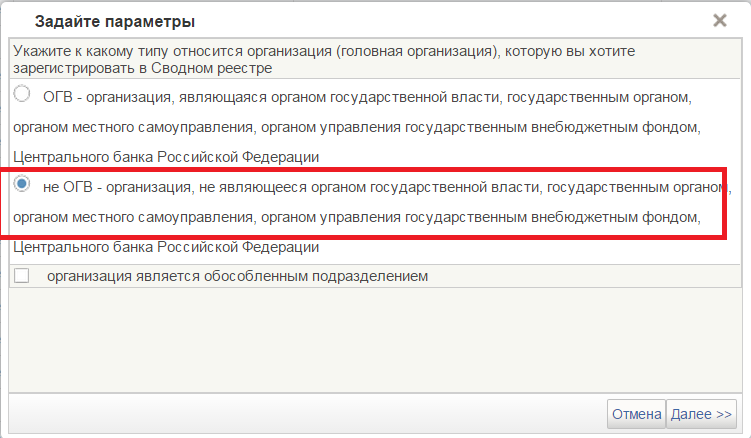 Задайте параметры
Укажите к какому типу относится организация (головная организация), которую вы хотите
зарегистрировать в Сводном реестре
ОГВ - организация, являющаяся органом государственной власти, государственным органом,
органом местного самоуправления, органом управления государственным внебюджетным фондом,
Центрального банка Российской Федерации
не ОГВ - организация, не являющееся органом государственной власти, государственным органом,
органом местного самоуправления, органом управления государственным внебюджетным фондом,
Центрального банка Российской Федерации
организация является обособленным подразделением
Отмена Далее >>